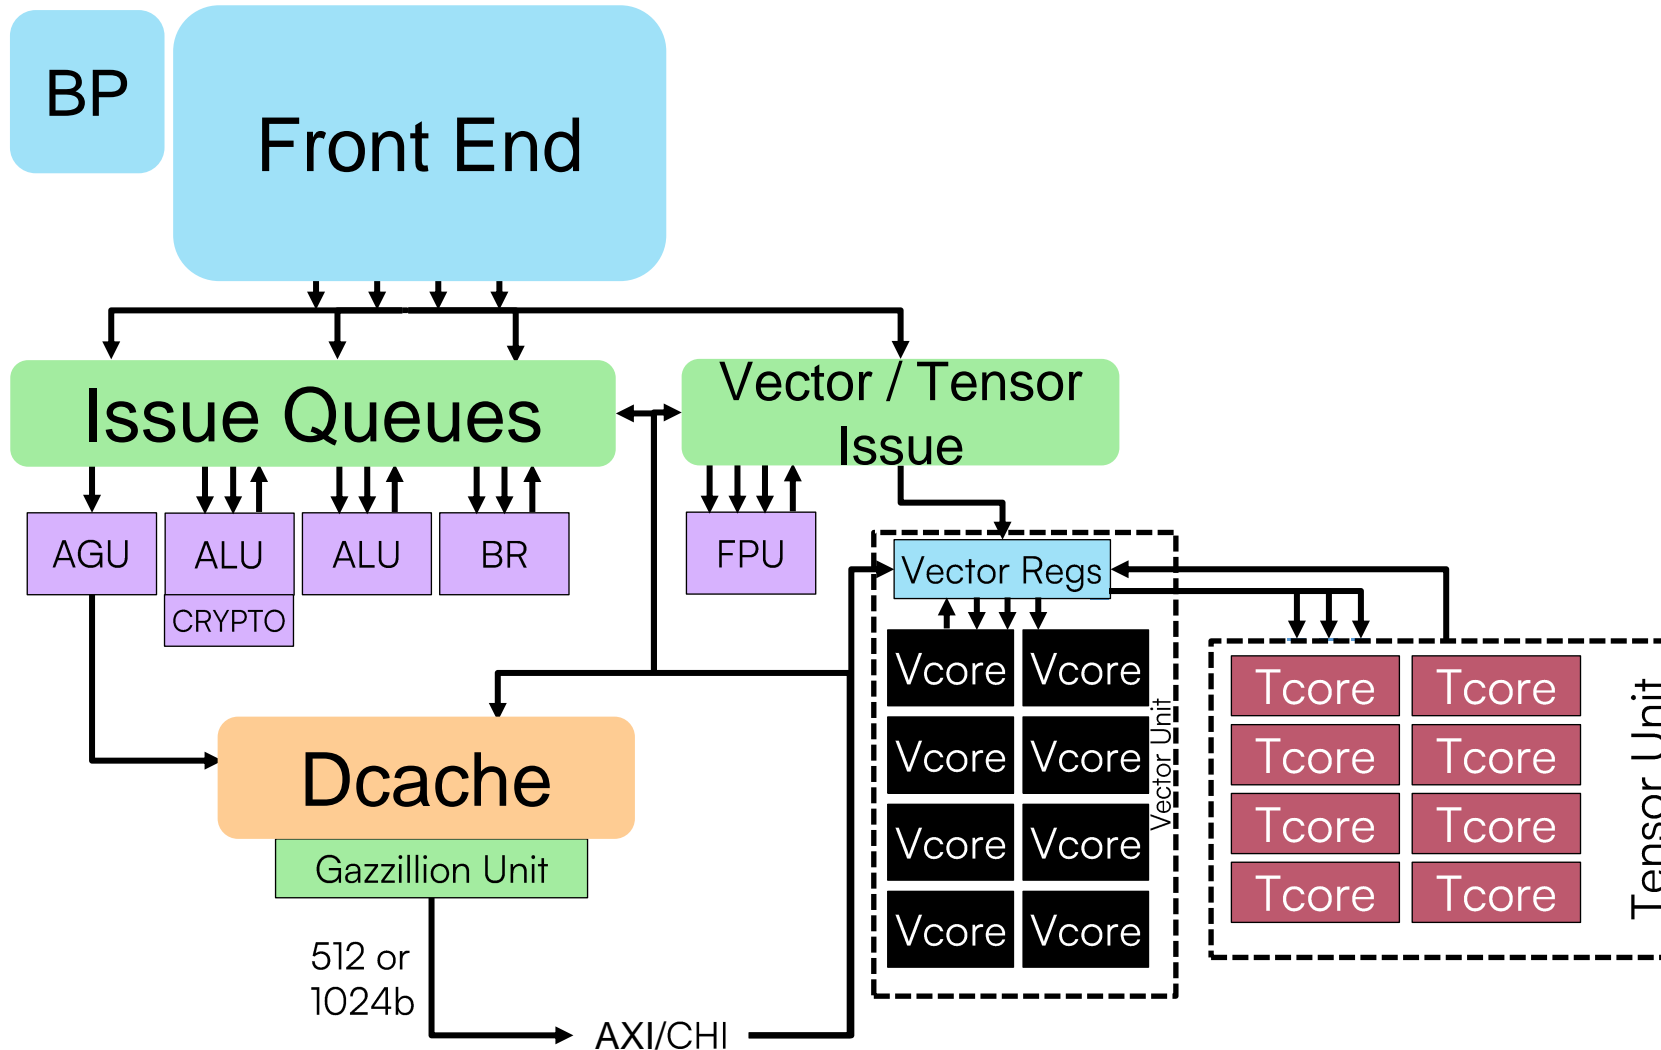 BP
Front End
Issue Queues
Vector / Tensor
Issue
AGU
ALU
ALU
BR
FPU
CRYPTO
Vector Regs
Vcore
Vcore
Vcore
Vcore
Vcore
Vcore
Vcore
Vcore
Vector Unit
Tcore
Tcore
Tcore
Tcore
Tcore
Tcore
Tcore
Tcore
Tensor Unit
Dcache
Gazzillion Unit
512 or
1024b
AXI/CHI